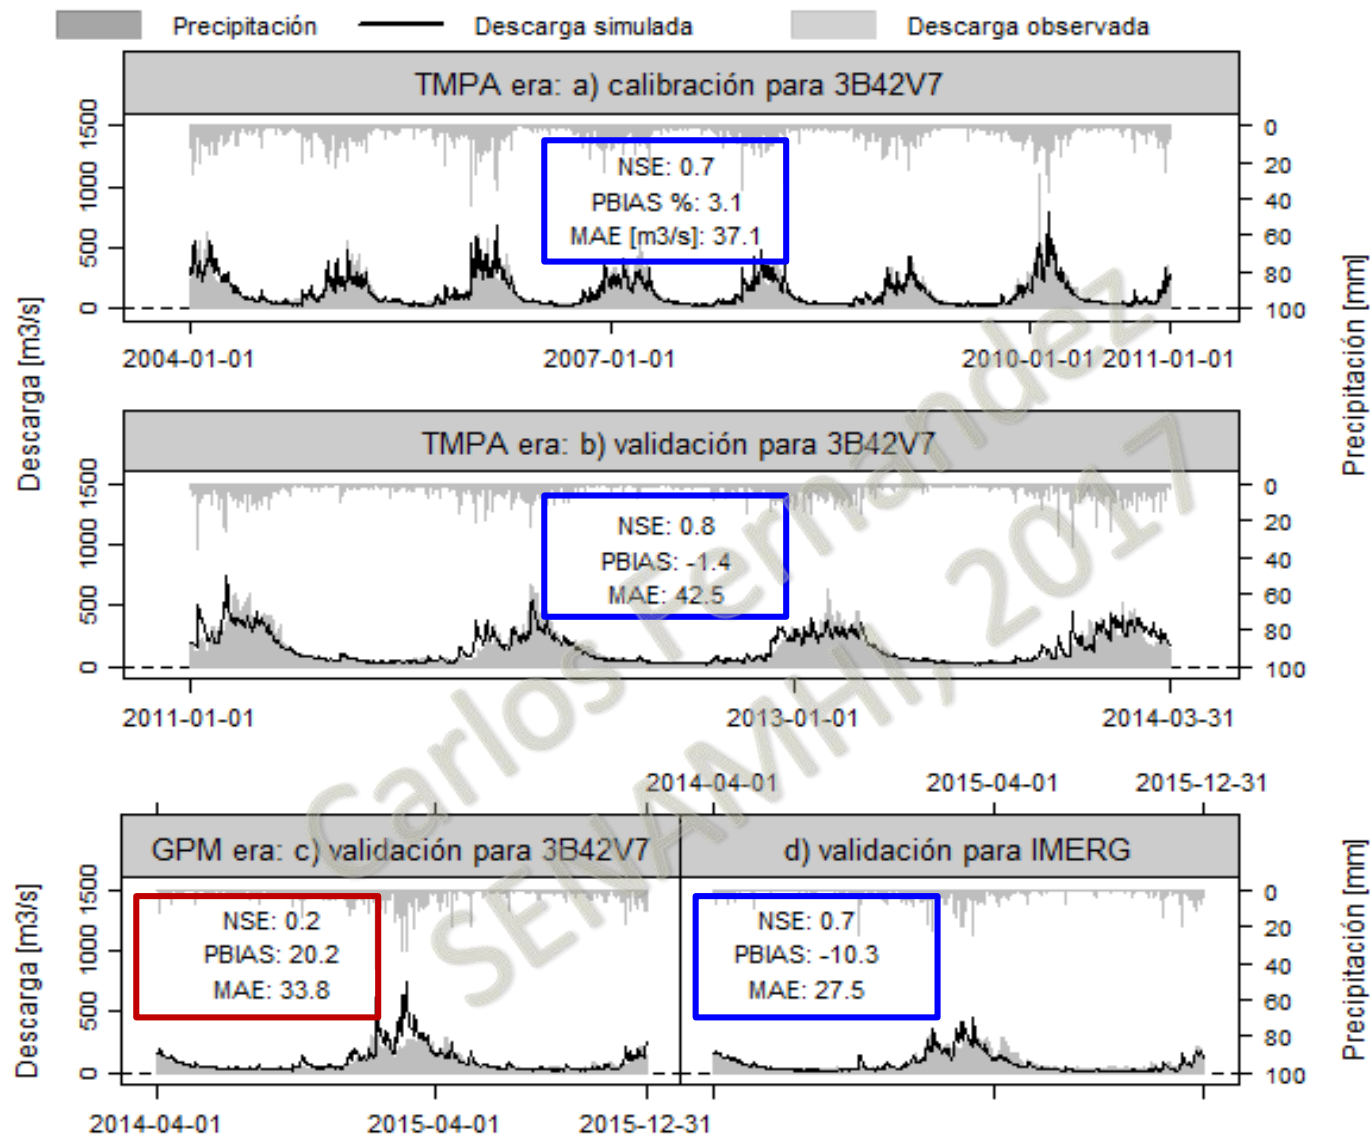 Precipitación Descarga simulada Descarga observada
TMPA era: a) calibración para 3B42V7
1500
1000
500
0
NSE: 0.7
PBIAS %: 3.1
MAE [m3/s]: 37.1
0
20
40
60
80
100
2004-01-01 2007-01-01 2010-01-01 2011-01-01
Descarga [m3/s]
Precipitación [mm]
TMPA era: b) validación para 3B42V7
1500
1000
500
0
NSE: 0.8
PBIAS: -1.4
MAE: 42.5
0
20
40
60
80
100
2011-01-01 2013-01-01 2014-03-31
2014-04-01 2015-04-01 2015-12-31
GPM era: c) validación para 3B42V7
d) validación para IMERG
1500
1000
500
0
NSE: 0.2
PBIAS: 20.2
MAE: 33.8
NSE: 0.7
PBIAS: -10.3
MAE: 27.5
0
20
40
60
80
100
Descarga [m3/s]
Precipitación [mm]
2014-04-01 2015-04-01 2015-12-31
Carlos Fernandez
SENAMHI, 2017